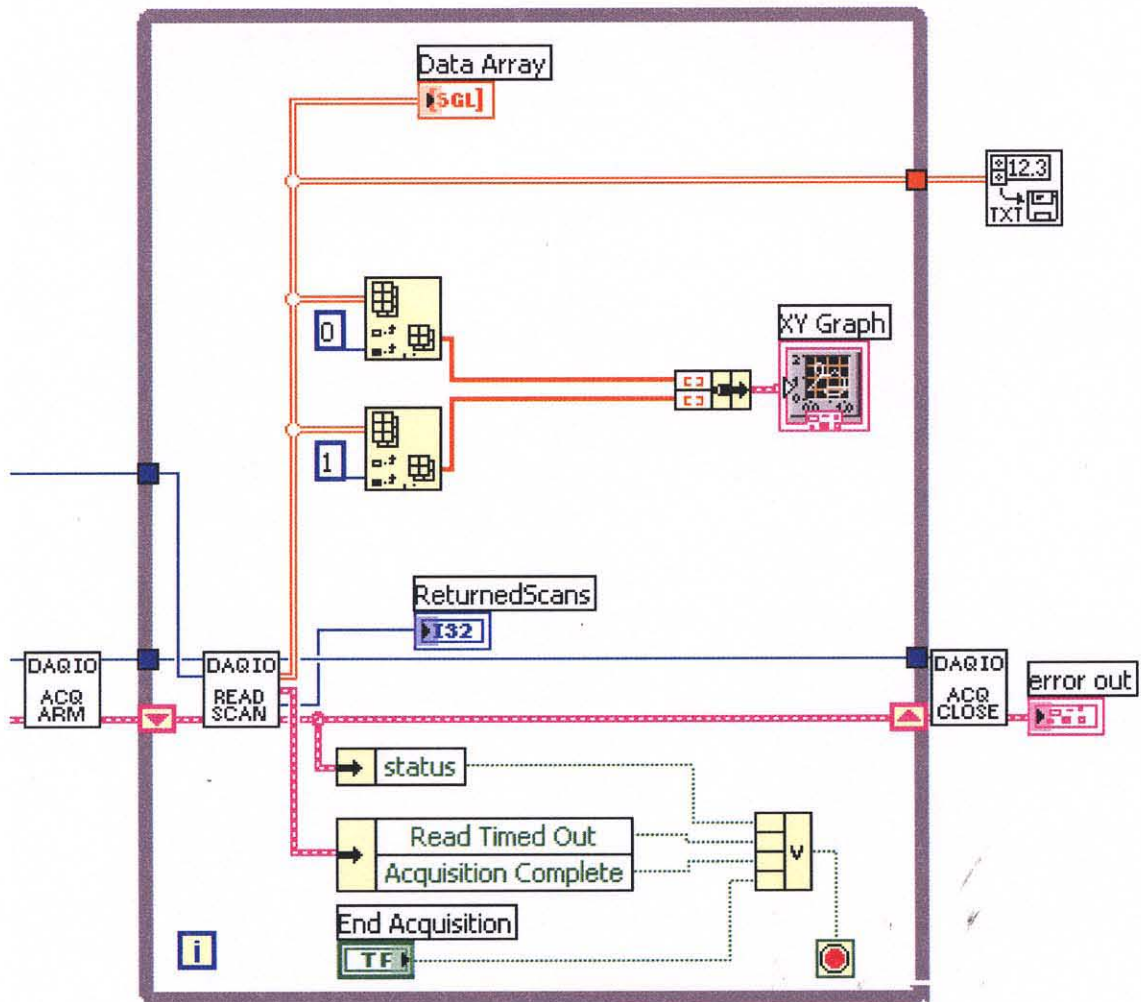 Data Array
[SGL]
12.3
TXT
0
XY Graph
1
ReturnedScans
I32
DAQIO
ACQ
ARM
DAQIO
READ
SCAN
DAQIO
ACQ
CLOSE
error out
status
Read Timed Out
Acquisition Complete
V
End Acquisition
TF
i